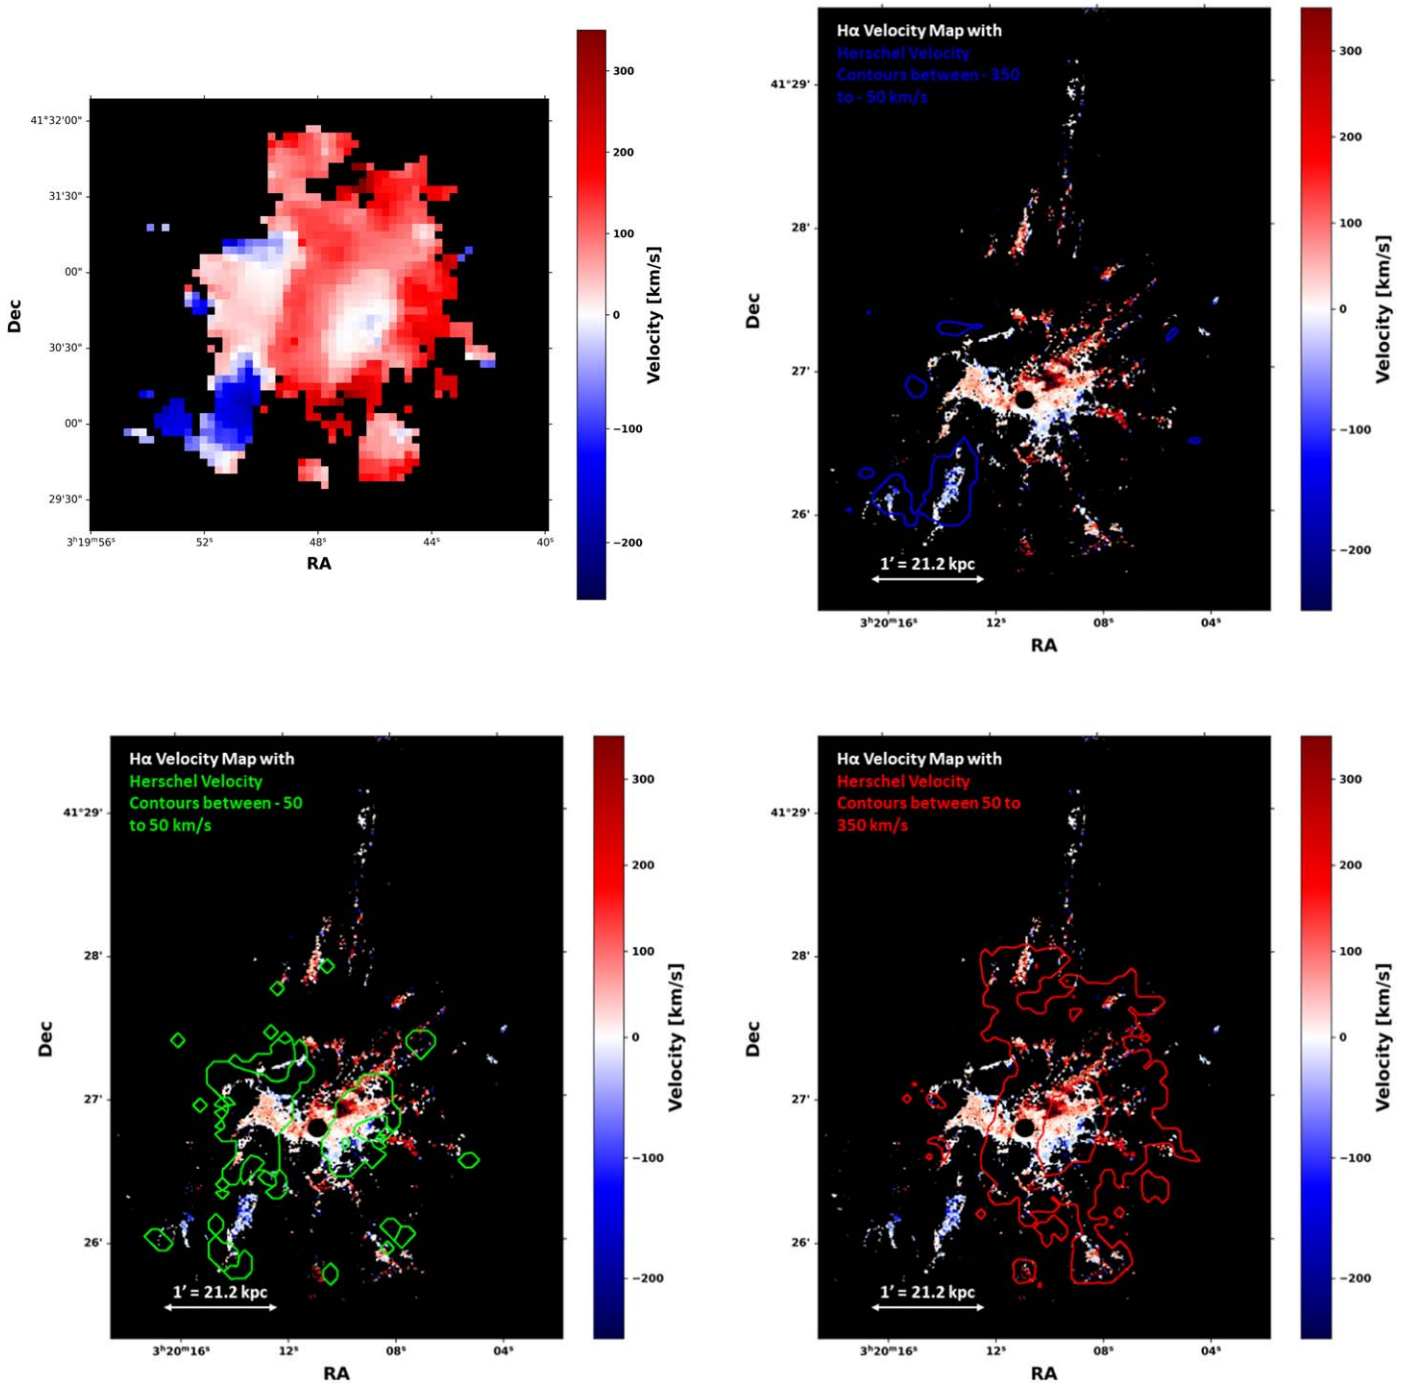 41°32'00"
31'30"
00"
30'30"
00"
29'30"
3ʰ19ᵐ56ˢ
52ˢ
48ˢ
44ˢ
40ˢ
Dec
RA
300
200
100
0
−100
−200
Velocity [km/s]
Hα Velocity Map with
Herschel Velocity
Contours between - 350
to - 50 km/s
41°29'
28'
27'
26'
1’ = 21.2 kpc
3ʰ20ᵐ16ˢ
12ˢ
08ˢ
04ˢ
Dec
RA
300
200
100
0
−100
−200
Velocity [km/s]
Hα Velocity Map with
Herschel Velocity
Contours between - 50
to 50 km/s
41°29'
28'
27'
26'
1’ = 21.2 kpc
3ʰ20ᵐ16ˢ
12ˢ
08ˢ
04ˢ
Dec
RA
300
200
100
0
−100
−200
Velocity [km/s]
Hα Velocity Map with
Herschel Velocity
Contours between 50 to
350 km/s
41°29'
28'
27'
26'
1’ = 21.2 kpc
3ʰ20ᵐ16ˢ
12ˢ
08ˢ
04ˢ
Dec
RA
300
200
100
0
−100
−200
Velocity [km/s]